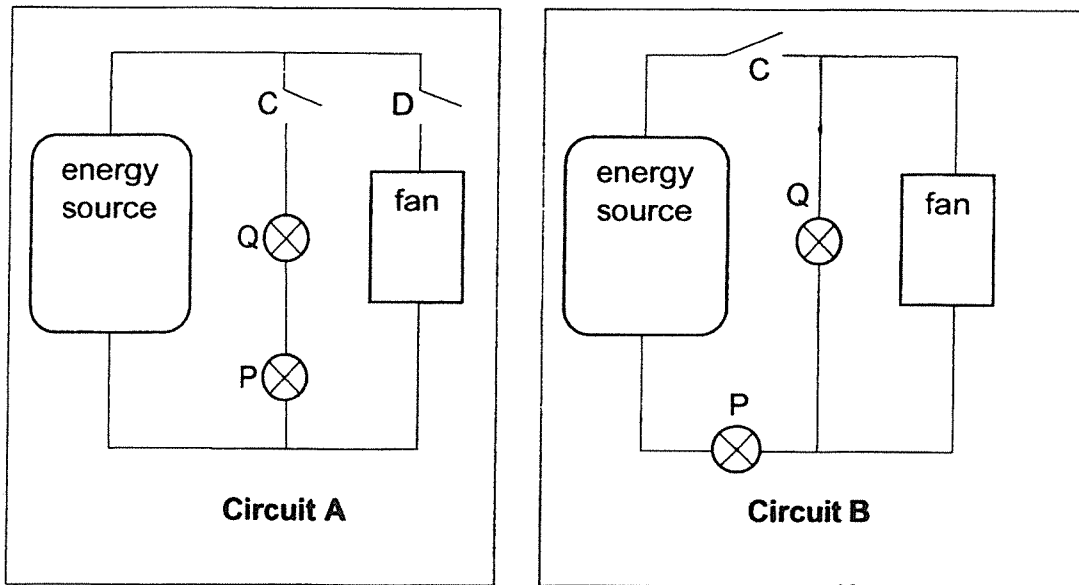 C
D
energy
source
fan
Q
P
Circuit A
C
energy
source
Q
fan
P
Circuit B